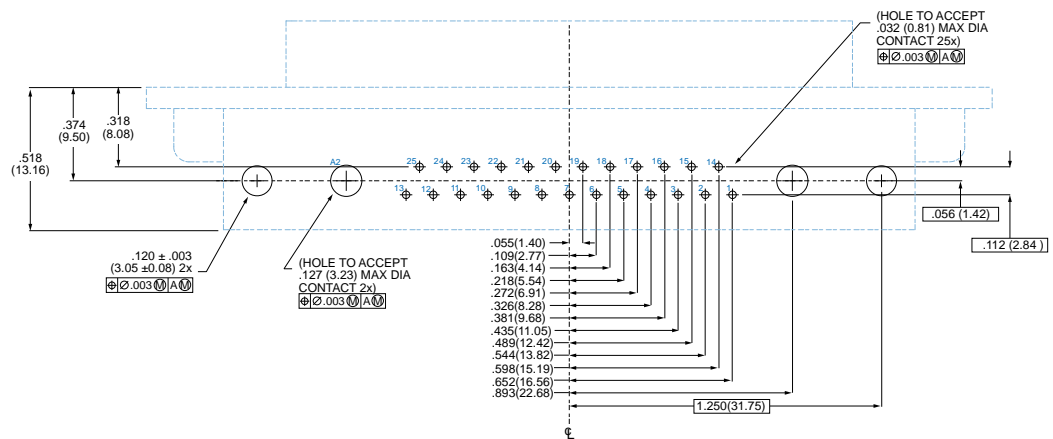 (HOLE TO ACCEPT
.032 (0.81) MAX DIA
CONTACT 25x)
⌖ Ø.003 Ⓜ A Ⓜ
.318
(8.08)
.374
(9.50)
.518
(13.16)
25 24 23 22 21 20 19 18 17 16 15 14
A2
13 12 11 10 9 8 7 6 5 4 3 2 1
.056 (1.42)
.112 (2.84 )
.120 ± .003
(3.05 ±0.08) 2x
⌖ Ø.003 Ⓜ A Ⓜ
(HOLE TO ACCEPT
.127 (3.23) MAX DIA
CONTACT 2x)
⌖ Ø.003 Ⓜ A Ⓜ
.055(1.40)
.109(2.77)
.163(4.14)
.218(5.54)
.272(6.91)
.326(8.28)
.381(9.68)
.435(11.05)
.489(12.42)
.544(13.82)
.598(15.19)
.652(16.56)
.893(22.68)
1.250(31.75)
℄